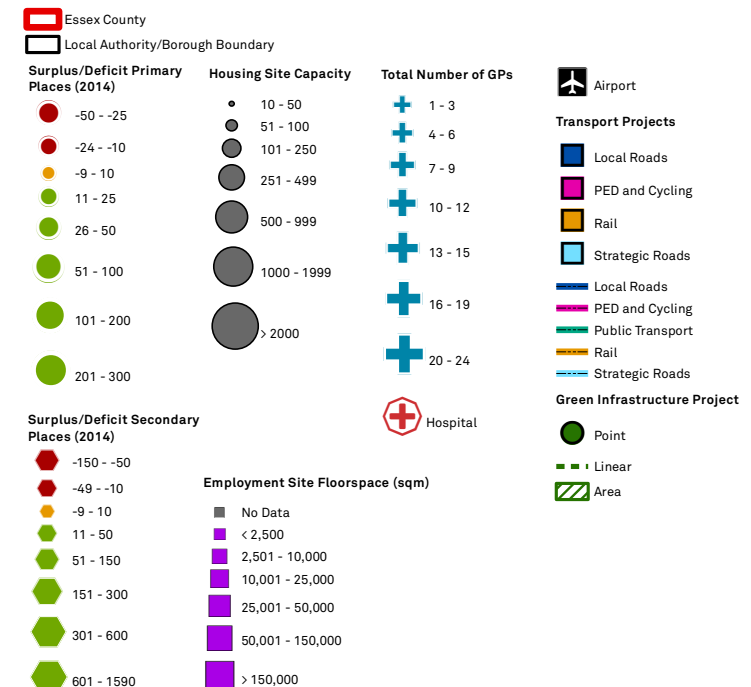 Essex County
Local Authority/Borough Boundary
Surplus/Deficit Primary
Places (2014)
-50 - -25
-24 - -10
-9 - 10
11 - 25
26 - 50
51 - 100
101 - 200
201 - 300
Surplus/Deficit Secondary
Places (2014)
-150 - -50
-49 - -10
-9 - 10
11 - 50
51 - 150
151 - 300
301 - 600
601 - 1590
Housing Site Capacity
10 - 50
51 - 100
101 - 250
251 - 499
500 - 999
1000 - 1999
> 2000
Employment Site Floorspace (sqm)
No Data
< 2,500
2,501 - 10,000
10,001 - 25,000
25,001 - 50,000
50,001 - 150,000
> 150,000
Total Number of GPs
1 - 3
4 - 6
7 - 9
10 - 12
13 - 15
16 - 19
20 - 24
Hospital
Airport
Transport Projects
Local Roads
PED and Cycling
Rail
Strategic Roads
Local Roads
PED and Cycling
Public Transport
Rail
Strategic Roads
Green Infrastructure Project
Point
Linear
Area